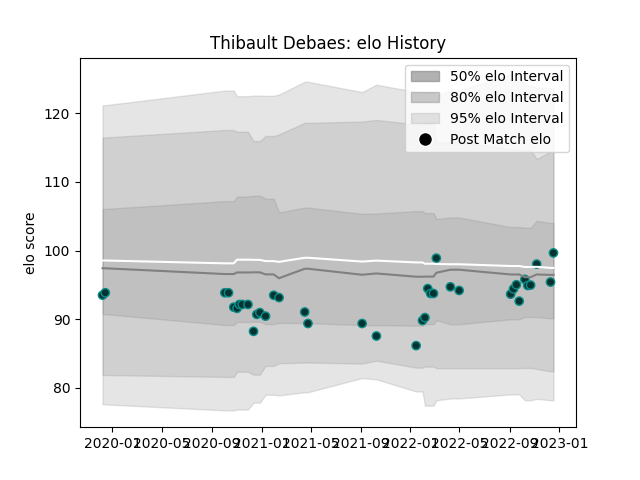 Thibault Debaes: elo History
50% elo Interval
80% elo Interval
95% elo Interval
Post Match elo
elo score
120
110
100
90
80
2020-01 2020-05 2020-09 2021-01 2021-05 2021-09 2022-01 2022-05 2022-09 2023-01